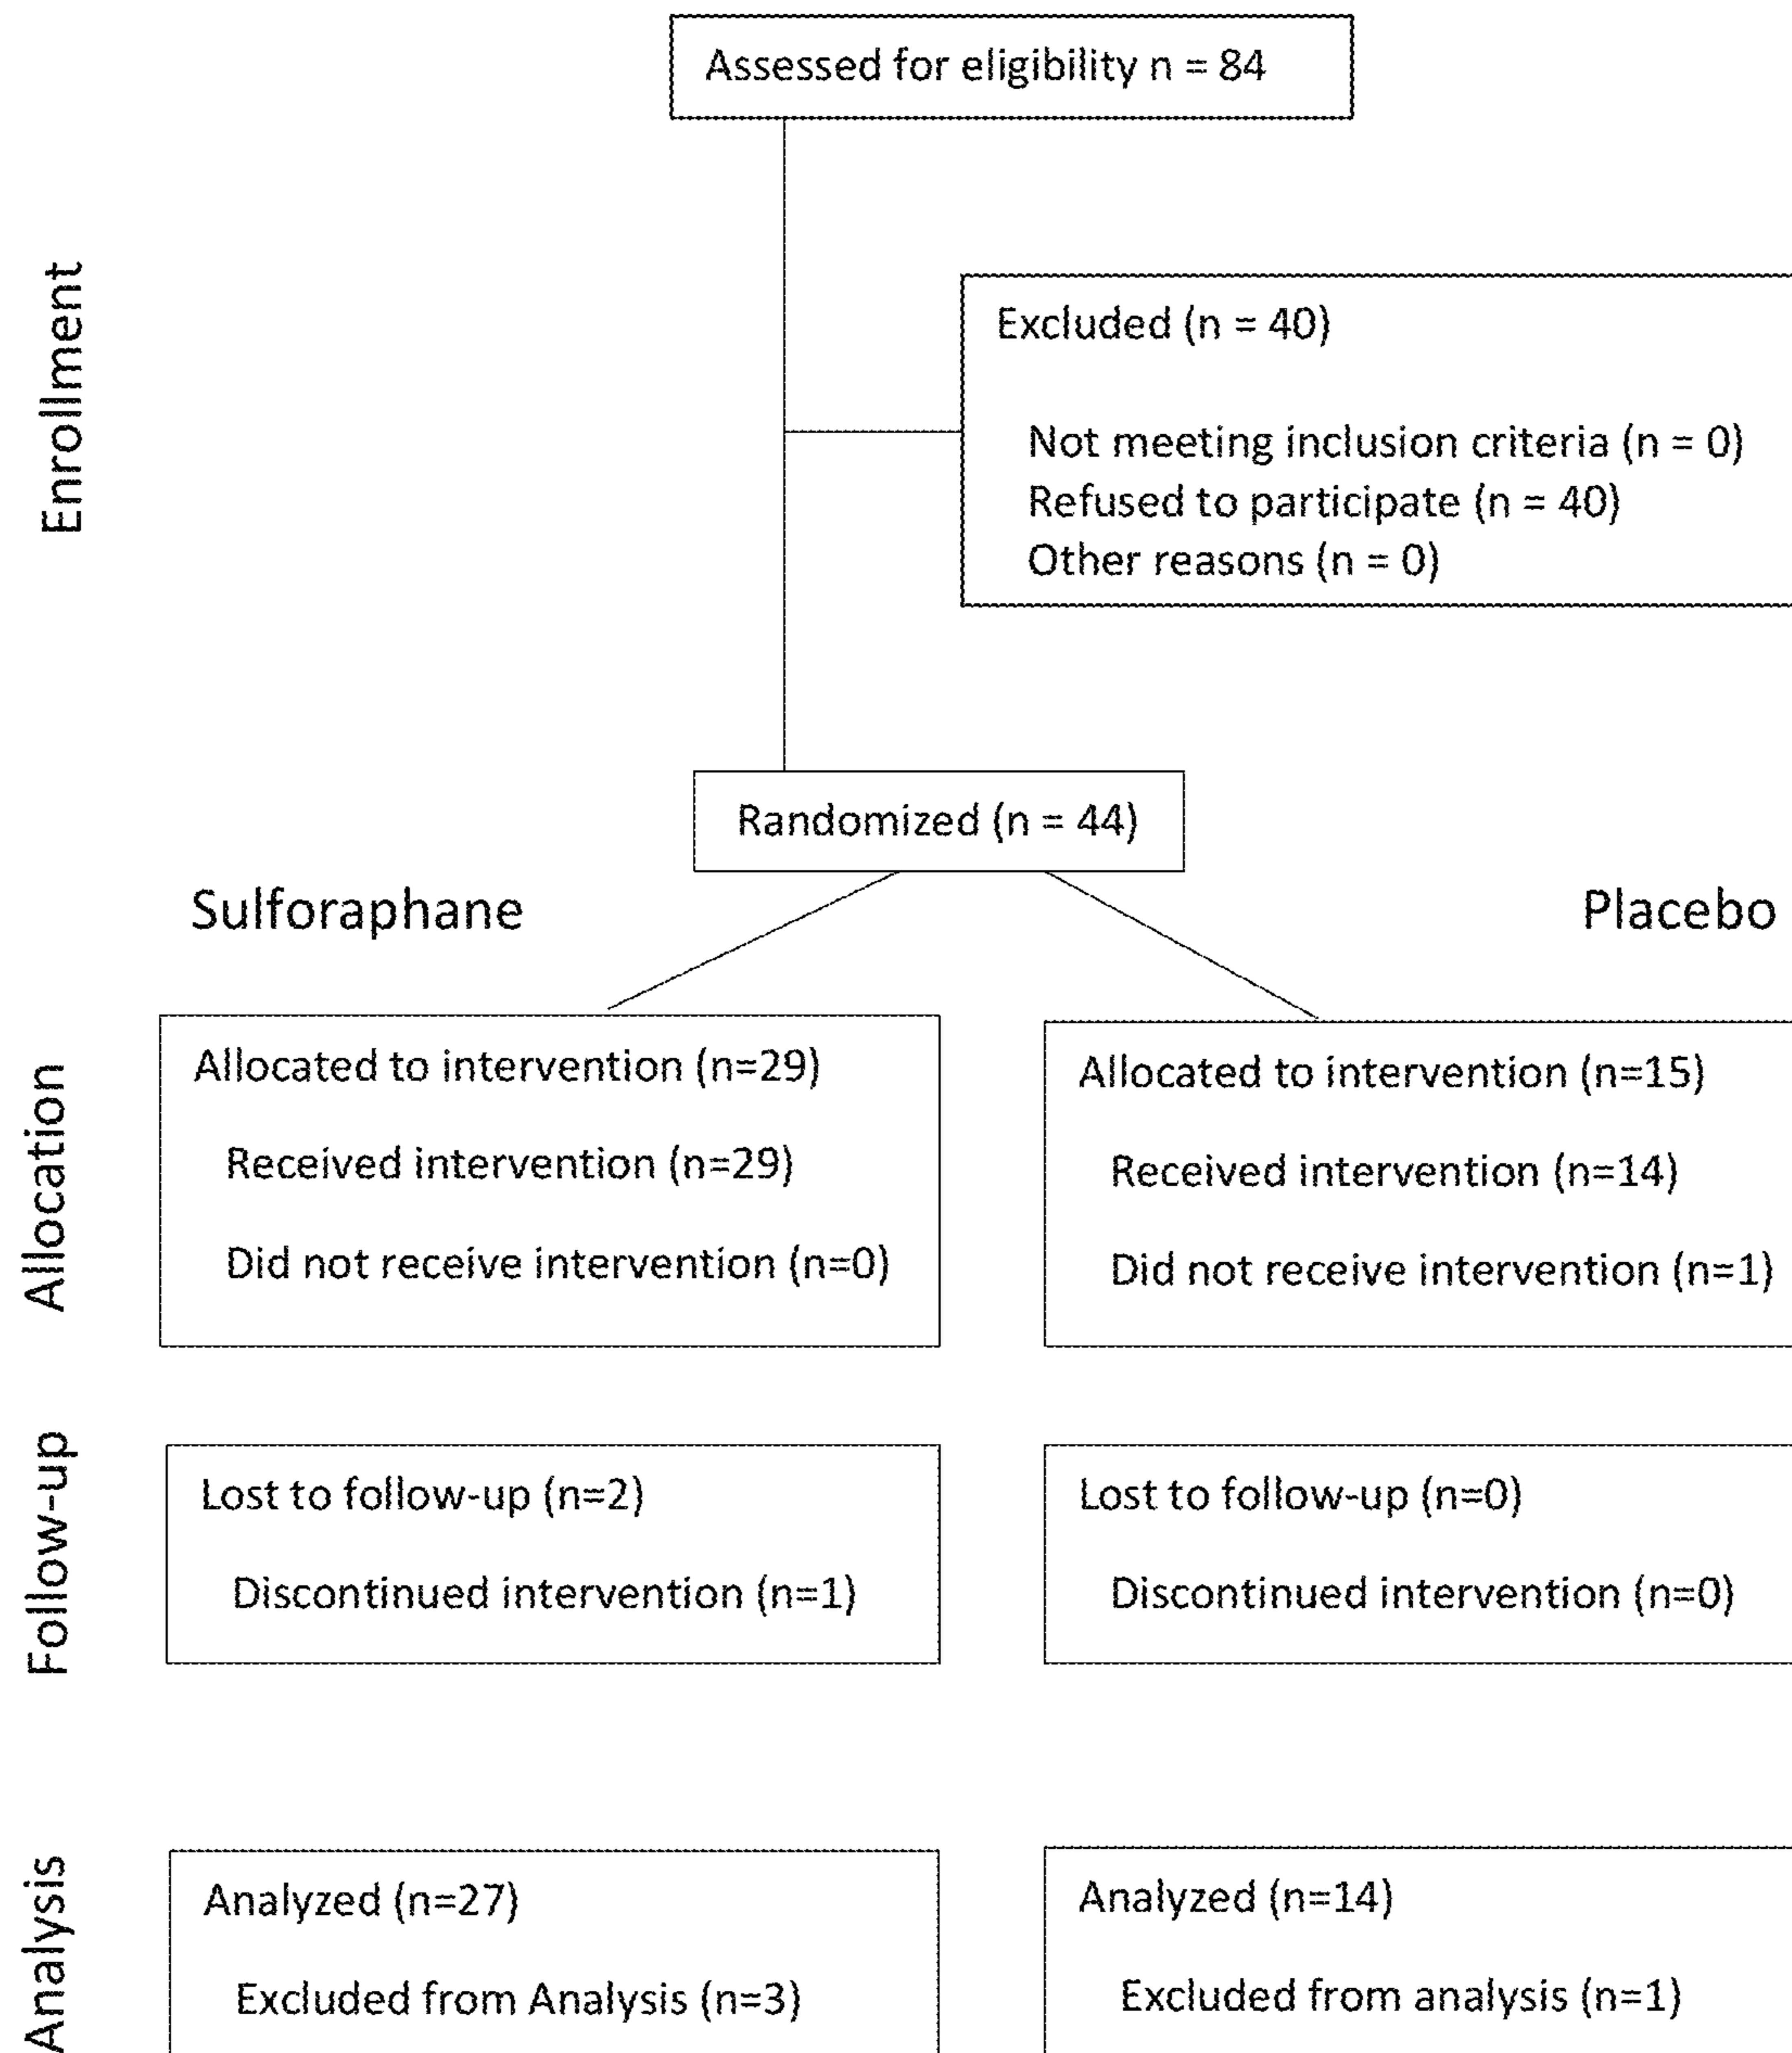 Assessed for eligibility n = 84
Enrollment
Excluded (n = 40)
Not meeting inclusion criteria (n = 0)
Refused to participate (n = 40)
Other reasons (n = 0)
Randomized (n = 44)
Sulforaphane
Placebo
Allocation
Allocated to intervention (n=29)
Received intervention (n=29)
Did not receive intervention (n=0)
Allocated to intervention (n=15)
Received intervention (n=14)
Did not receive intervention (n=1)
Follow-up
Lost to follow-up (n=2)
Discontinued intervention (n=1)
Lost to follow-up (n=0)
Discontinued intervention (n=0)
Analysis
Analyzed (n=27)
Excluded from Analysis (n=3)
Analyzed (n=14)
Excluded from analysis (n=1)